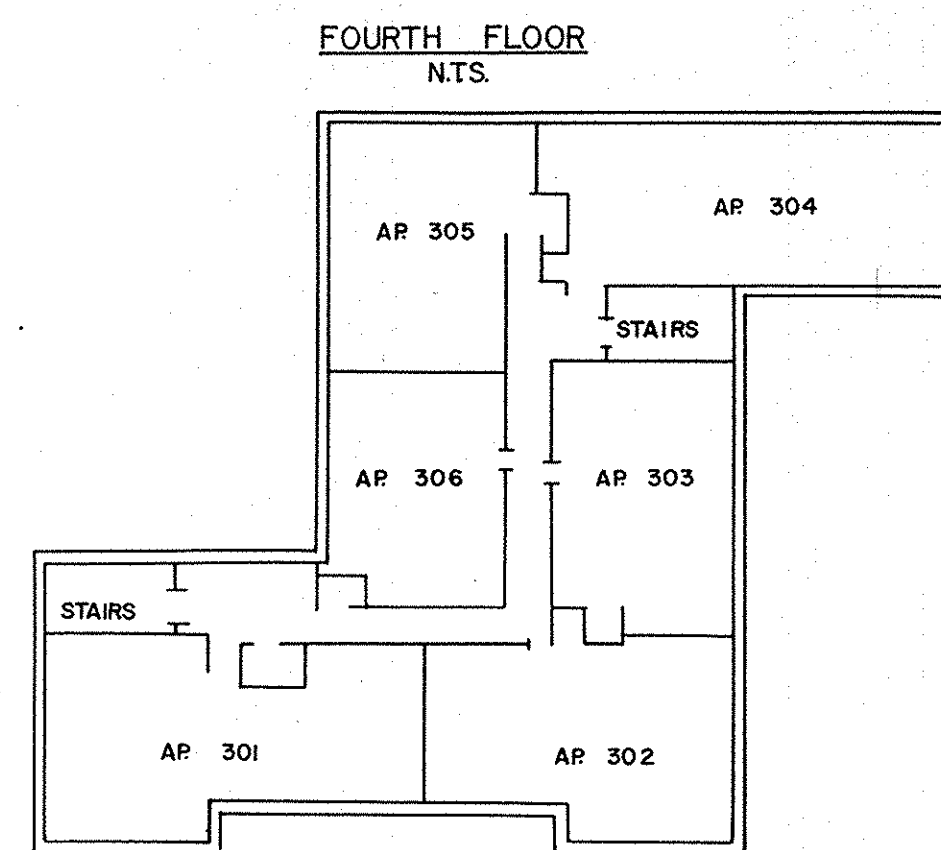 FOURTH FLOOR
N.T.S.
AP. 304
AP. 305
STAIRS
AP. 306
AP. 303
STAIRS
AP. 301
AP. 302